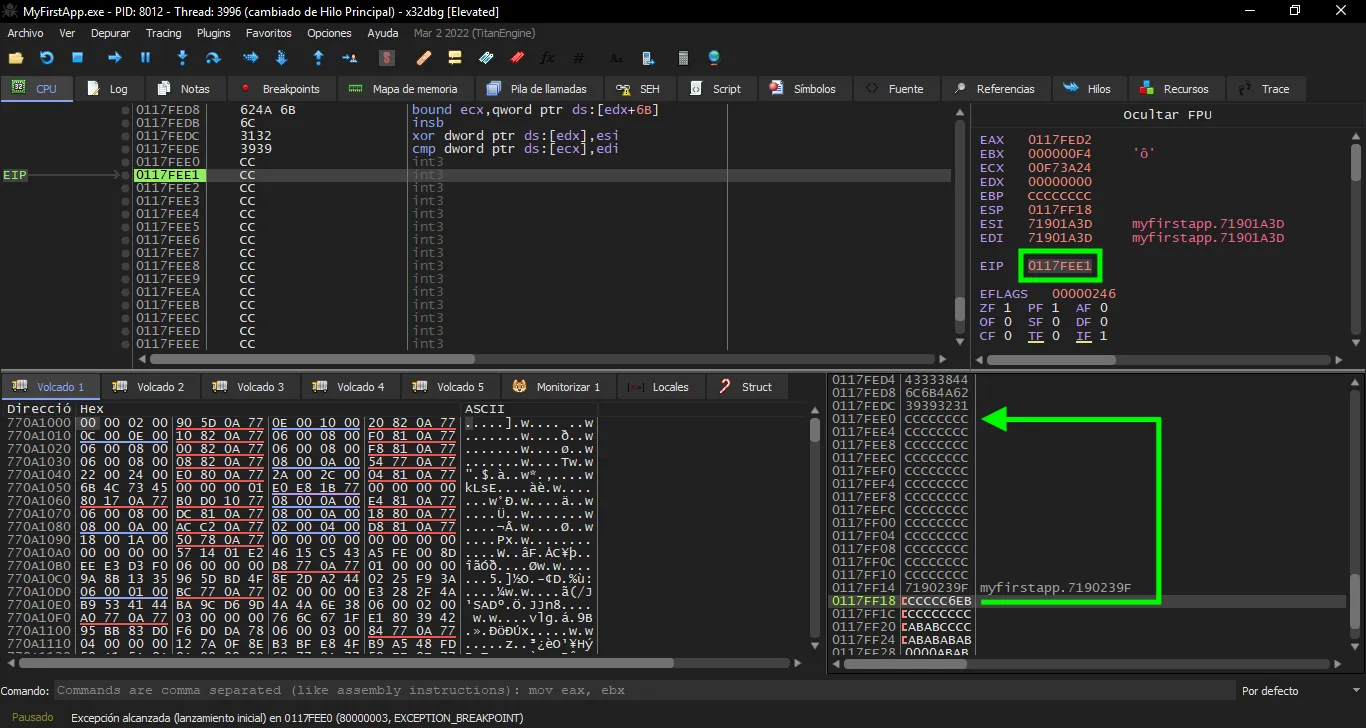 MyFirstApp.exe - PID: 8012 - Thread: 3996 (cambiado de Hilo Principal) - x32dbg [Elevated]
Archivo Ver Depurar Tracing Plugins Favoritos Opciones Ayuda Mar 2 2022 (TitanEngine)
CPU Log Notas Breakpoints Mapa de memoria Pila de llamadas SEH Script Símbolos Fuente Referencias Hilos Recursos Trace
0117FED8 624A 6B bound ecx,qword ptr ds:[edx+6B]
0117FEDB 6C insb
0117FEDC 3132 xor dword ptr ds:[edx],esi
0117FEDE 3939 cmp dword ptr ds:[ecx],edi
0117FEE0 CC int3
EIP 0117FEE1 CC int3
0117FEE2 CC int3
0117FEE3 CC int3
0117FEE4 CC int3
0117FEE5 CC int3
0117FEE6 CC int3
0117FEE7 CC int3
0117FEE8 CC int3
0117FEE9 CC int3
0117FEEA CC int3
0117FEEB CC int3
0117FEEC CC int3
0117FEED CC int3
0117FEEE CC int3
Ocultar FPU
EAX 0117FED2
EBX 000000F4 'ô'
ECX 00F73A24
EDX 00000000
EBP CCCCCCCC
ESP 0117FF18
ESI 71901A3D myfirstapp.71901A3D
EDI 71901A3D myfirstapp.71901A3D
EIP 0117FEE1
EFLAGS 00000246
ZF 1 PF 1 AF 0
OF 0 SF 0 DF 0
CF 0 TF 0 IF 1
Volcado 1 Volcado 2 Volcado 3 Volcado 4 Volcado 5 Monitorizar 1 Locales Struct
Direcció Hex ASCII
770A1000 00 00 02 00 90 5D 0A 77 0E 00 10 00 20 82 0A 77
770A1010 0C 00 0E 00 10 82 0A 77 06 00 08 00 F0 81 0A 77
770A1020 06 00 08 00 00 82 0A 77 06 00 08 00 F8 81 0A 77
770A1030 06 00 08 00 08 82 0A 77 08 00 0A 00 54 77 0A 77
770A1040 22 00 24 00 E0 80 0A 77 2A 00 2C 00 04 81 0A 77
770A1050 6B 4C 73 45 00 00 00 01 E0 E8 1B 77 00 00 00 00
770A1060 80 17 0A 77 B0 D0 10 77 08 00 0A 00 E4 81 0A 77
770A1070 06 00 08 00 DC 81 0A 77 08 00 0A 00 18 80 0A 77
770A1080 08 00 0A 00 AC C2 0A 77 02 00 04 00 D8 81 0A 77
770A1090 18 00 1A 00 50 78 0A 77 00 00 00 00 00 00 00 00
770A10A0 00 00 00 00 57 14 01 E2 46 15 C5 43 A5 FE 00 8D
770A10B0 EE E3 D3 F0 06 00 00 00 D8 77 0A 77 01 00 00 00
770A10C0 9A 8B 13 35 96 5D BD 4F 8E 2D A2 44 02 25 F9 3A
770A10D0 06 00 01 00 BC 77 0A 77 02 00 00 00 E3 28 2F 4A
770A10E0 B9 53 41 44 BA 9C D6 9D 4A 4A 6E 38 06 00 02 00
770A10F0 A0 77 0A 77 03 00 00 00 76 6C 67 1F E1 80 39 42
770A1100 95 BB 83 D0 F6 D0 DA 78 06 00 03 00 84 77 0A 77
770A1110 04 00 00 00 12 7A 0F 8E B3 BF E8 4F B9 A5 48 FD
0117FED4 43333844
0117FED8 6C6B4A62
0117FEDC 39393231
0117FEE0 CCCCCCCC
0117FEE4 CCCCCCCC
0117FEE8 CCCCCCCC
0117FEEC CCCCCCCC
0117FEF0 CCCCCCCC
0117FEF4 CCCCCCCC
0117FEF8 CCCCCCCC
0117FEFC CCCCCCCC
0117FF00 CCCCCCCC
0117FF04 CCCCCCCC
0117FF08 CCCCCCCC
0117FF0C CCCCCCCC
0117FF10 CCCCCCCC
0117FF14 7190239F myfirstapp.7190239F
0117FF18 CCCCC6EB
0117FF1C CCCCCCCC
0117FF20 ABABCCCC
0117FF24 ABABABAB
0117FF28 0000ABAB
Comando: Commands are comma separated (like assembly instructions): mov eax, ebx Por defecto
Pausado Excepción alcanzada (lanzamiento inicial) en 0117FEE0 (80000003, EXCEPTION_BREAKPOINT)